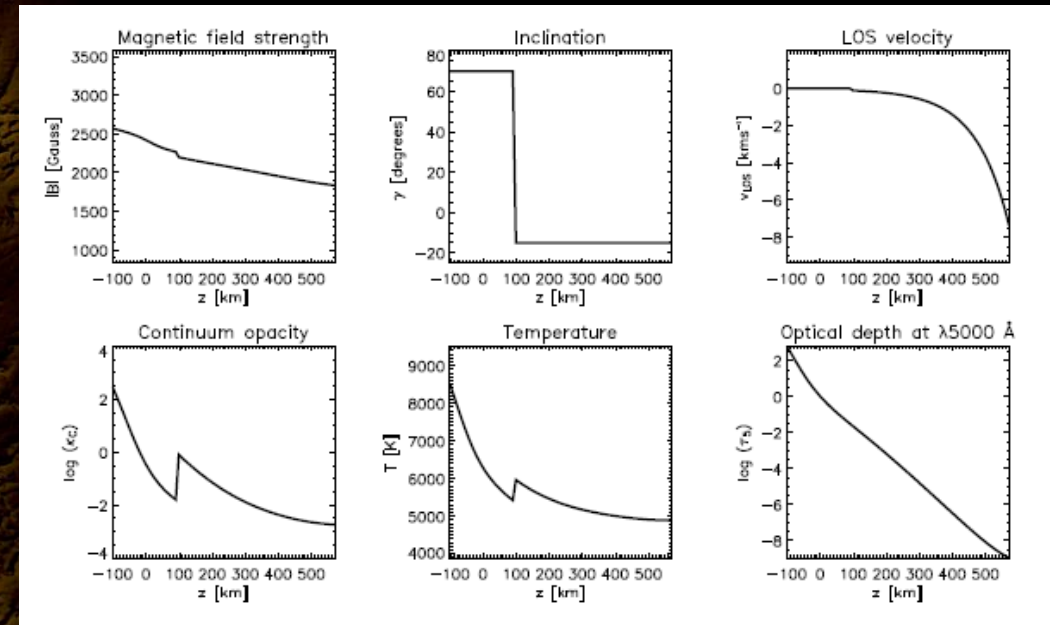 Magnetic field strength
3500
3000
2500
2000
1500
1000
|B| [Gauss]
−100 0 100 200 300 400 500
z [km]
Inclination
80
60
40
20
0
−20
γ [degrees]
−100 0 100 200 300 400 500
z [km]
LOS velocity
0
−2
−4
−6
−8
vLOS [kms⁻¹]
−100 0 100 200 300 400 500
z [km]
Continuum opacity
4
2
0
−2
−4
log (κC)
−100 0 100 200 300 400 500
z [km]
Temperature
9000
8000
7000
6000
5000
4000
T [K]
−100 0 100 200 300 400 500
z [km]
Optical depth at λ5000 Å
2
0
−2
−4
−6
−8
log (τ5)
−100 0 100 200 300 400 500
z [km]